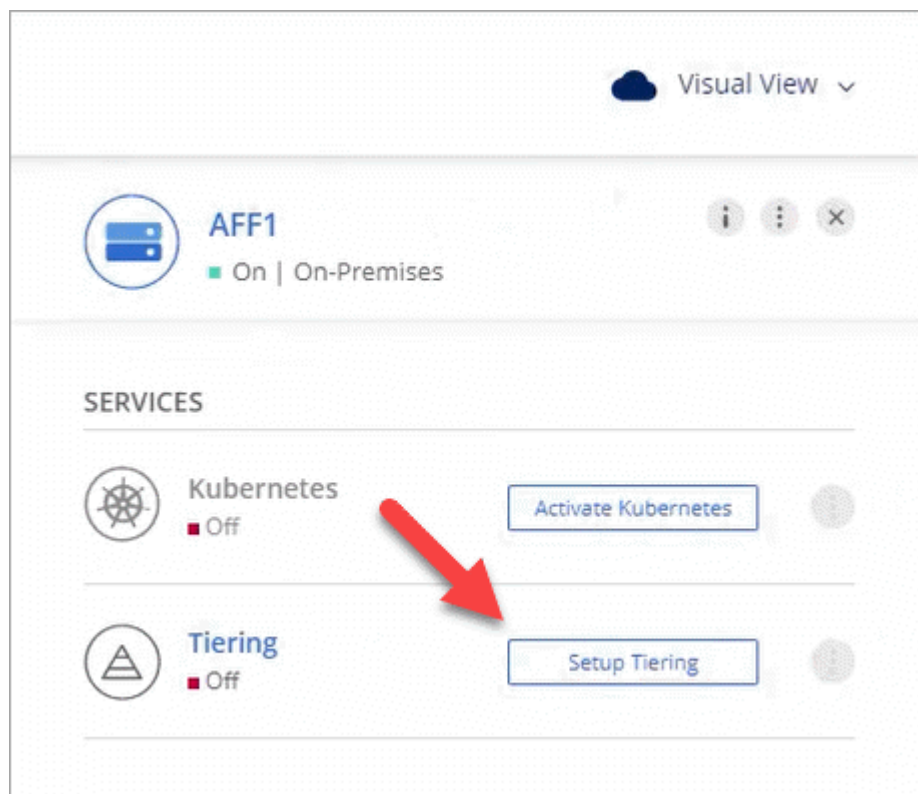 Visual View
AFF1
On | On-Premises
SERVICES
Kubernetes
Off
Activate Kubernetes
Tiering
Off
Setup Tiering